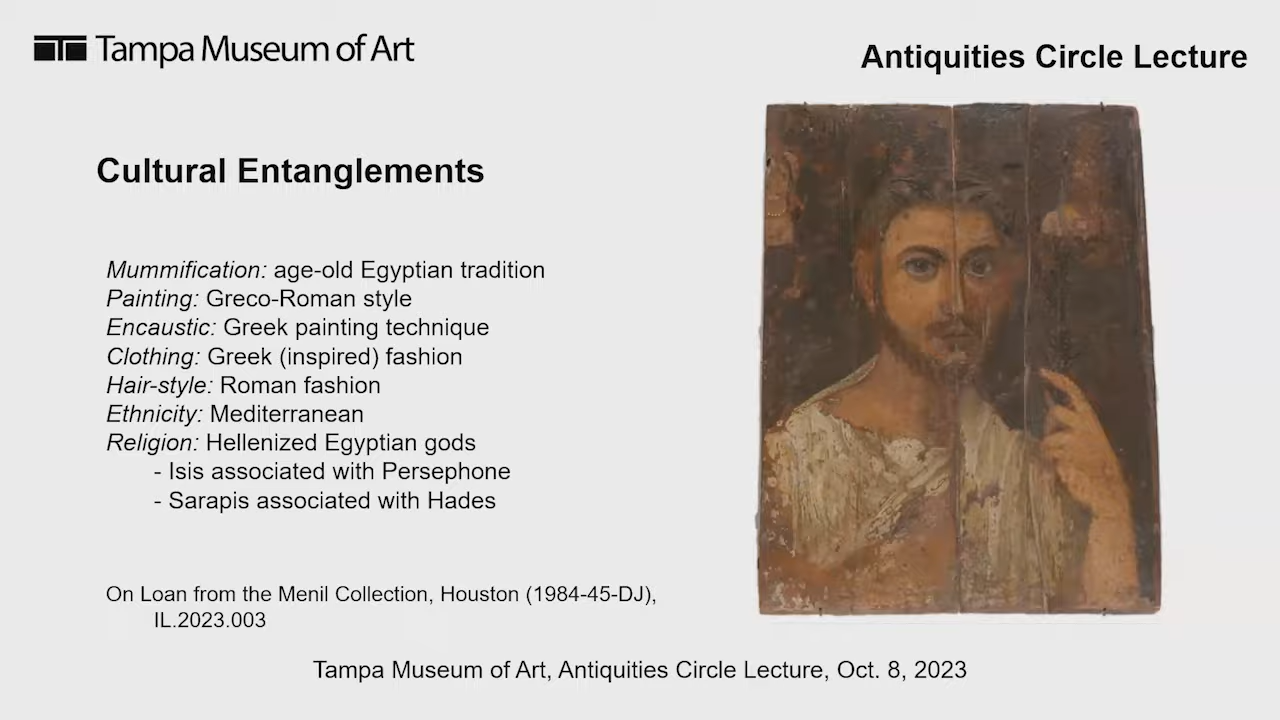 Tampa Museum of Art
Antiquities Circle Lecture
Cultural Entanglements
Mummification: age-old Egyptian tradition
Painting: Greco-Roman style
Encaustic: Greek painting technique
Clothing: Greek (inspired) fashion
Hair-style: Roman fashion
Ethnicity: Mediterranean
Religion: Hellenized Egyptian gods
- Isis associated with Persephone
- Sarapis associated with Hades
On Loan from the Menil Collection, Houston (1984-45-DJ),
IL.2023.003
Tampa Museum of Art, Antiquities Circle Lecture, Oct. 8, 2023